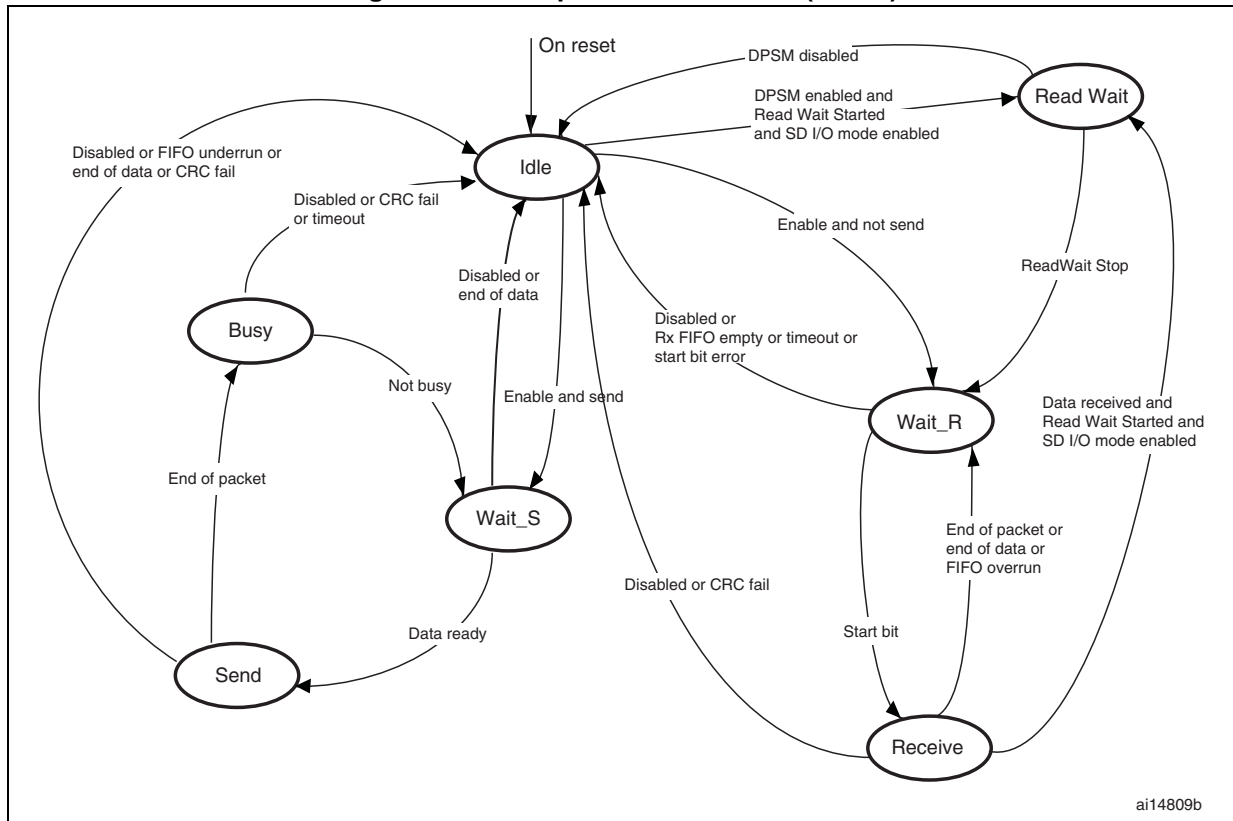 On reset
DPSM disabled
Read Wait
DPSM enabled and
Read Wait Started
and SD I/O mode enabled
Disabled or FIFO underrun or
end of data or CRC fail
Idle
Disabled or CRC fail
or timeout
Enable and not send
ReadWait Stop
Disabled or
end of data
Disabled or
Rx FIFO empty or timeout or
start bit error
Busy
Not busy
Enable and send
Wait_R
Data received and
Read Wait Started and
SD I/O mode enabled
End of packet
Wait_S
End of packet or
end of data or
FIFO overrun
Disabled or CRC fail
Data ready
Start bit
Send
Receive
ai14809b